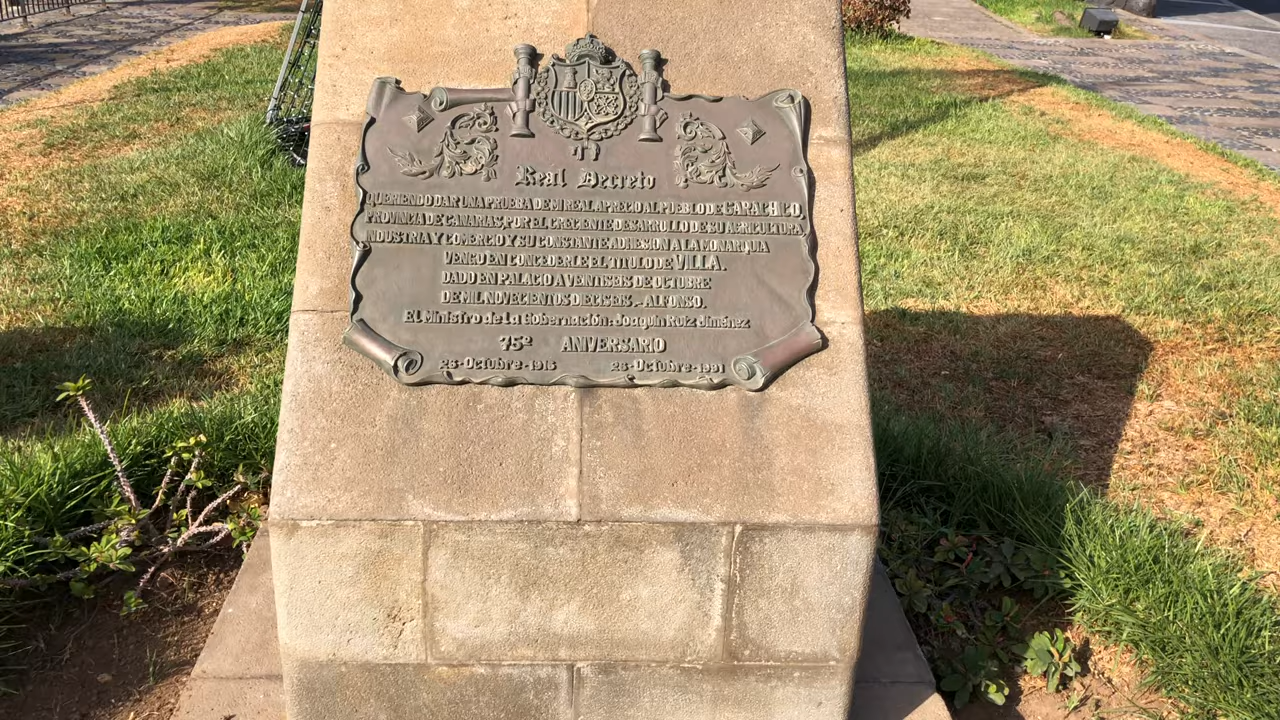 Real Decreto
QUERIENDO DAR UNA PRUEBA DE MI REAL APRECIO AL PUEBLO DE GARACHICO,
PROVINCIA DE CANARIAS, POR EL CRECIENTE DESARROLLO DE SU AGRICULTURA,
INDUSTRIA Y COMERCIO Y SU CONSTANTE ADHESION A LA MONARQUIA
VENGO EN CONCEDERLE EL TITULO DE VILLA.
DADO EN PALACIO A VENTISEIS DE OCTUBRE
DE MIL NOVECIENTOS DIECISEIS.- ALFONSO.
El Ministro de La Gobernación: Joaquin Ruiz Jiménez
75º ANIVERSARIO
26-Octubre-1916 26-Octubre-1991